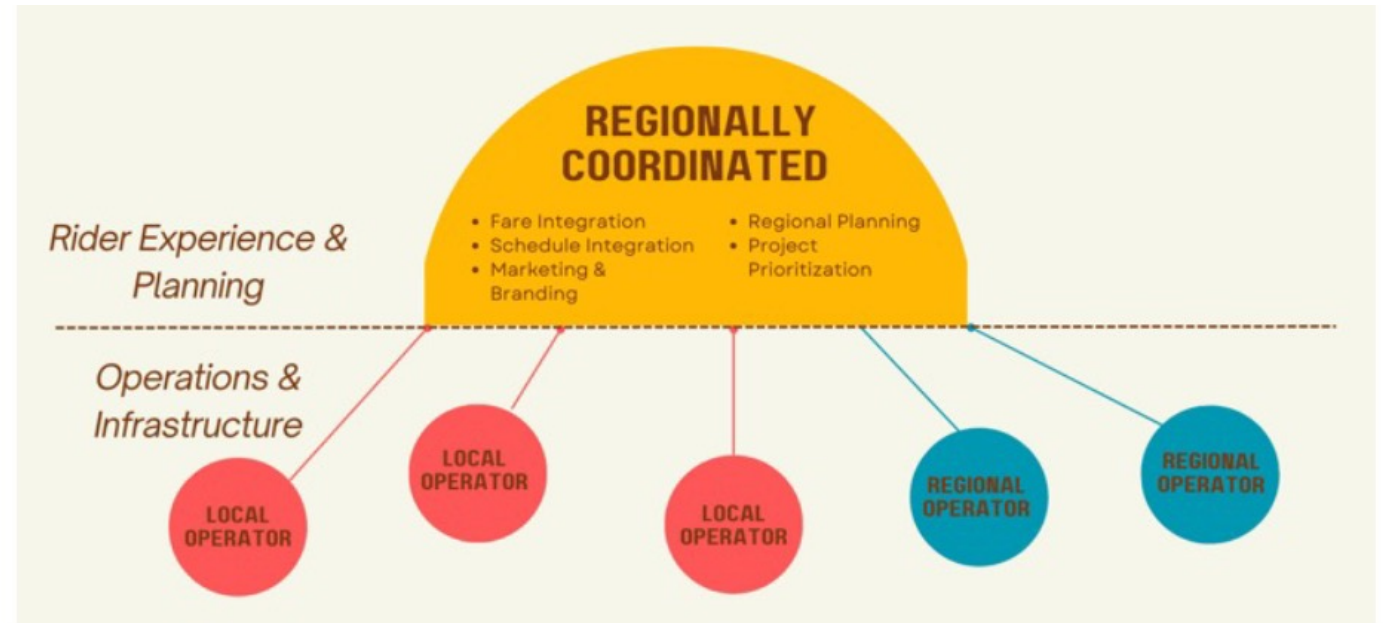 REGIONALLY
COORDINATED
• Fare Integration
• Schedule Integration
• Marketing &
Branding
• Regional Planning
• Project
Prioritization
Rider Experience &
Planning
Operations &
Infrastructure
LOCAL
OPERATOR
LOCAL
OPERATOR
LOCAL
OPERATOR
REGIONAL
OPERATOR
REGIONAL
OPERATOR